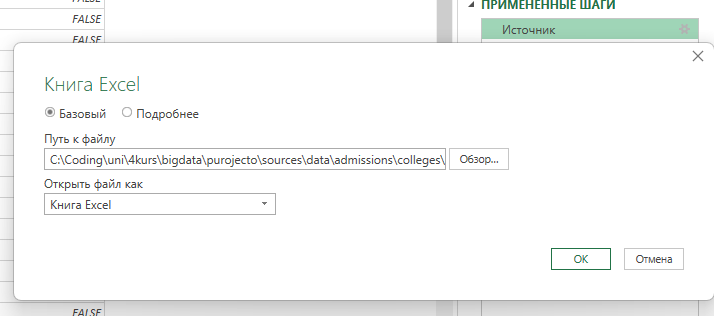 FALSE
ПРИМЕНЕННЫЕ ШАГИ
FALSE
Источник
FALSE
Книга Excel
Базовый
Подробнее
Путь к файлу
C:\Coding\uni\4kurs\bigdata\purojecto\sources\data\admissions\colleges\
Обзор...
Открыть файл как
Книга Excel
ОК
Отмена
FALSE